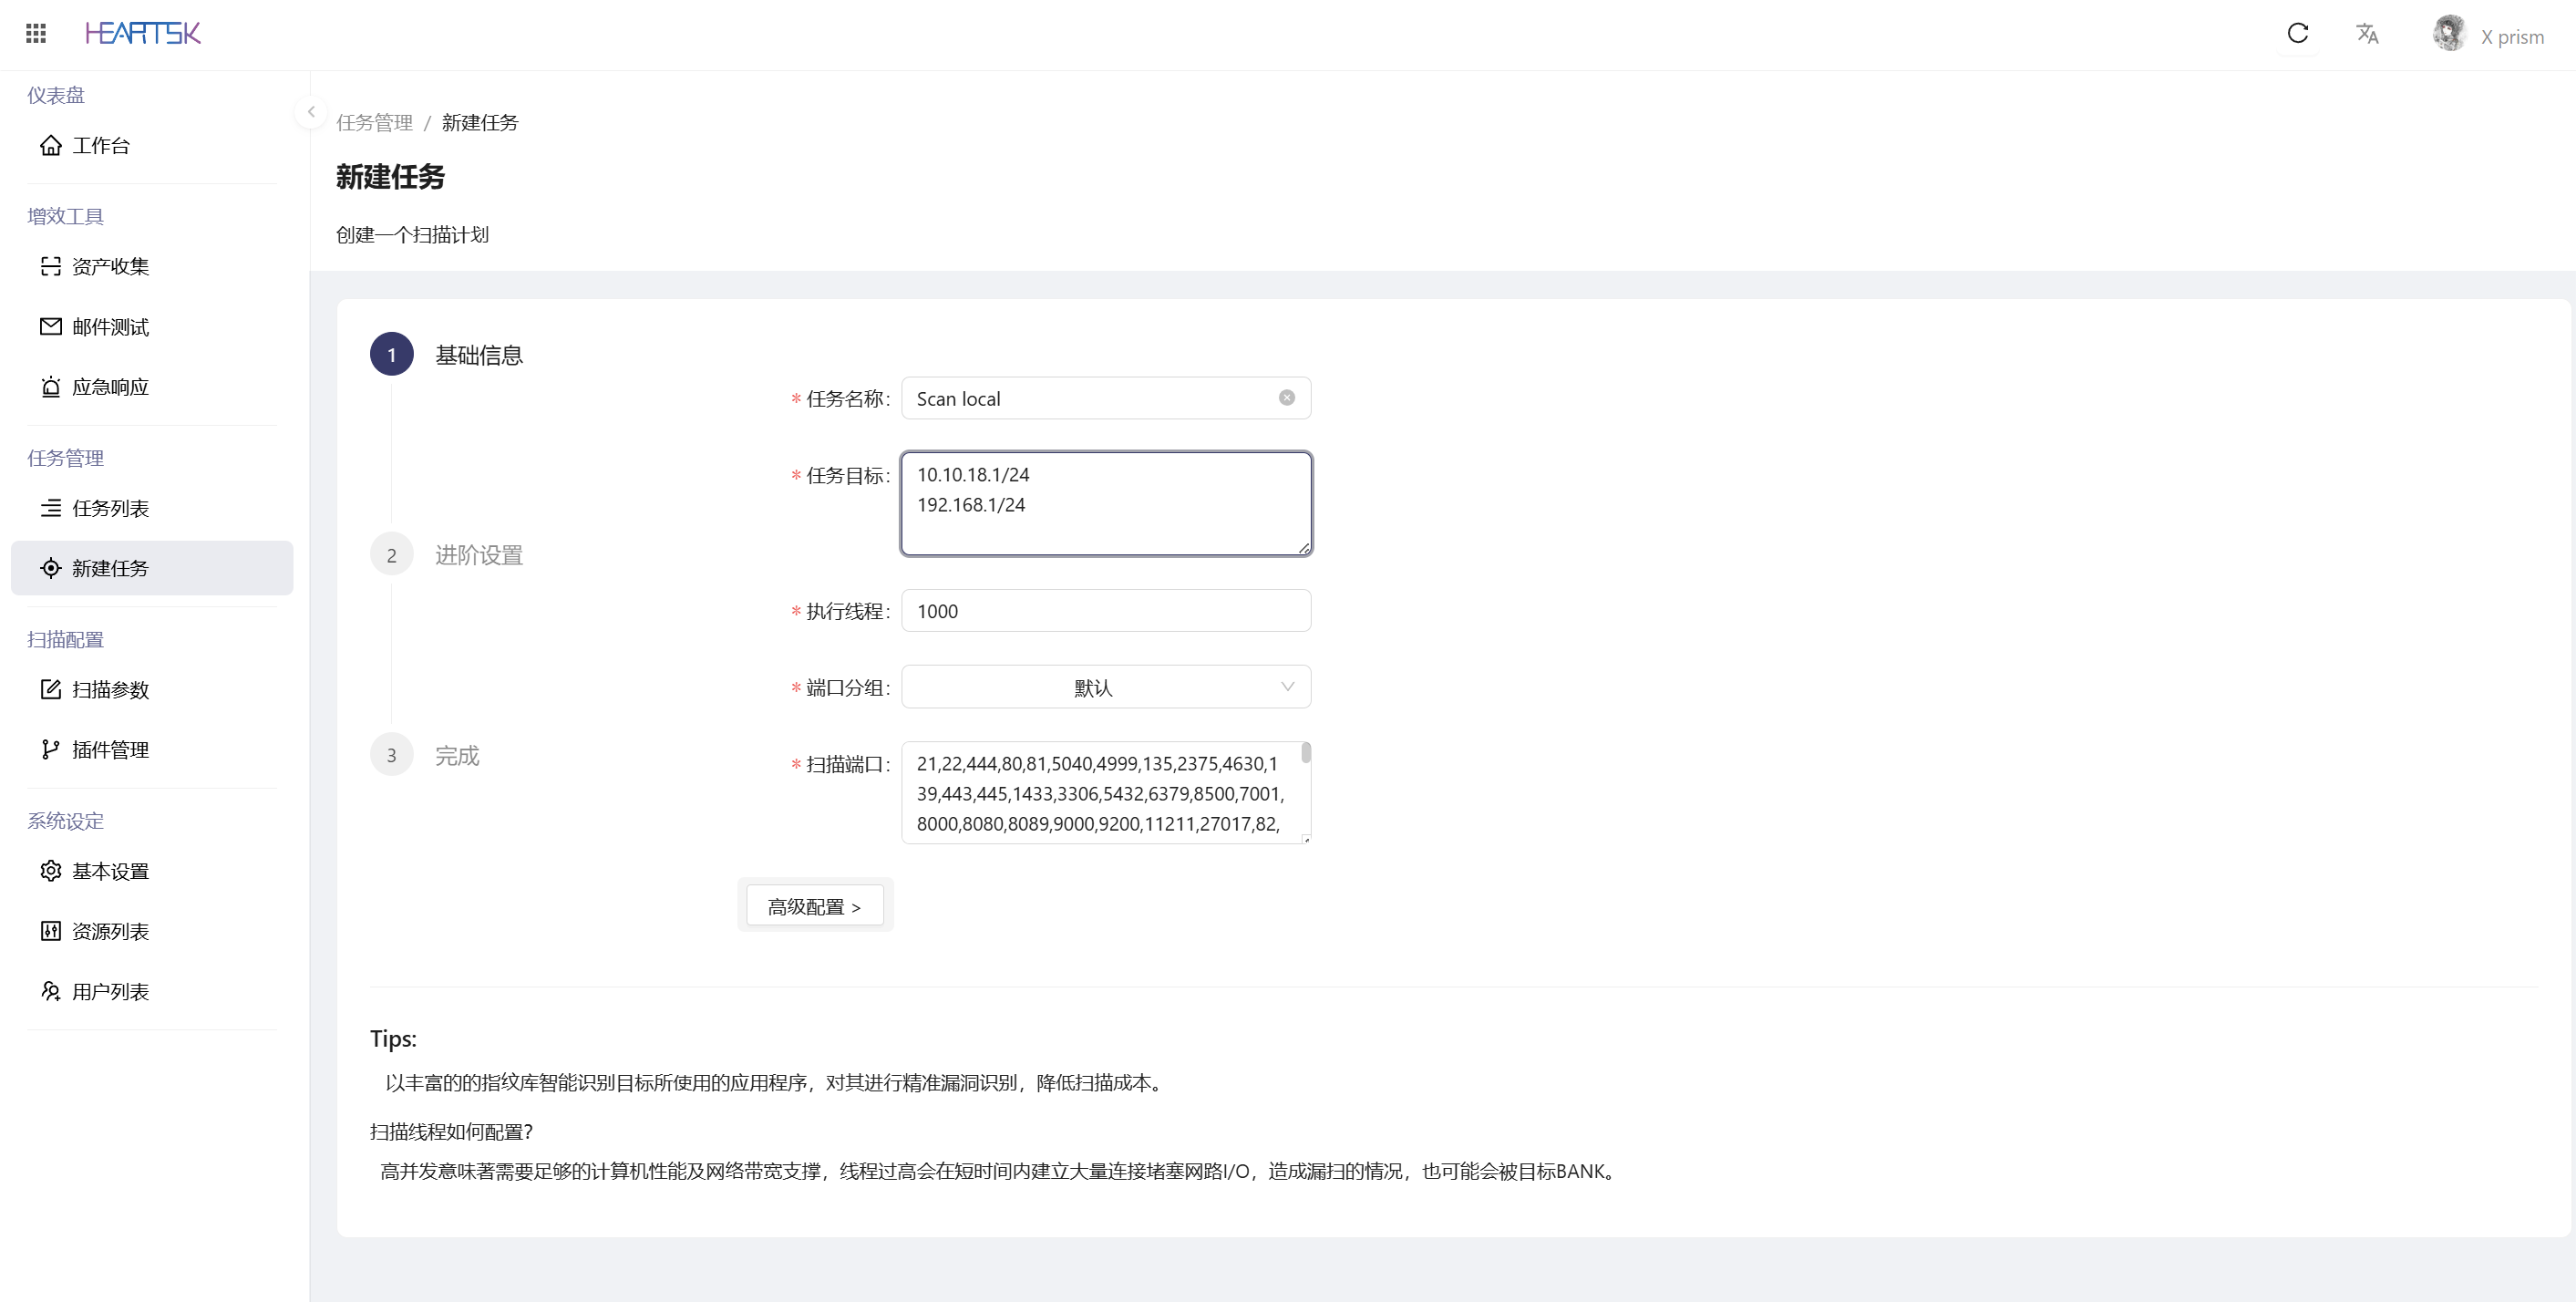 HEARTSK
X prism
仪表盘
工作台
增效工具
资产收集
邮件测试
应急响应
任务管理
任务列表
新建任务
扫描配置
扫描参数
插件管理
系统设定
基本设置
资源列表
用户列表
任务管理 / 新建任务
新建任务
创建一个扫描计划
1 基础信息
* 任务名称: Scan local
* 任务目标: 10.10.18.1/24
192.168.1/24
2 进阶设置
* 执行线程: 1000
* 端口分组: 默认
3 完成
* 扫描端口: 21,22,444,80,81,5040,4999,135,2375,4630,1
39,443,445,1433,3306,5432,6379,8500,7001,
8000,8080,8089,9000,9200,11211,27017,82,
高级配置 >
Tips:
以丰富的的指纹库智能识别目标所使用的应用程序，对其进行精准漏洞识别，降低扫描成本。
扫描线程如何配置?
高并发意味著需要足够的计算机性能及网络带宽支撑，线程过高会在短时间内建立大量连接堵塞网路I/O，造成漏扫的情况，也可能会被目标BANK。